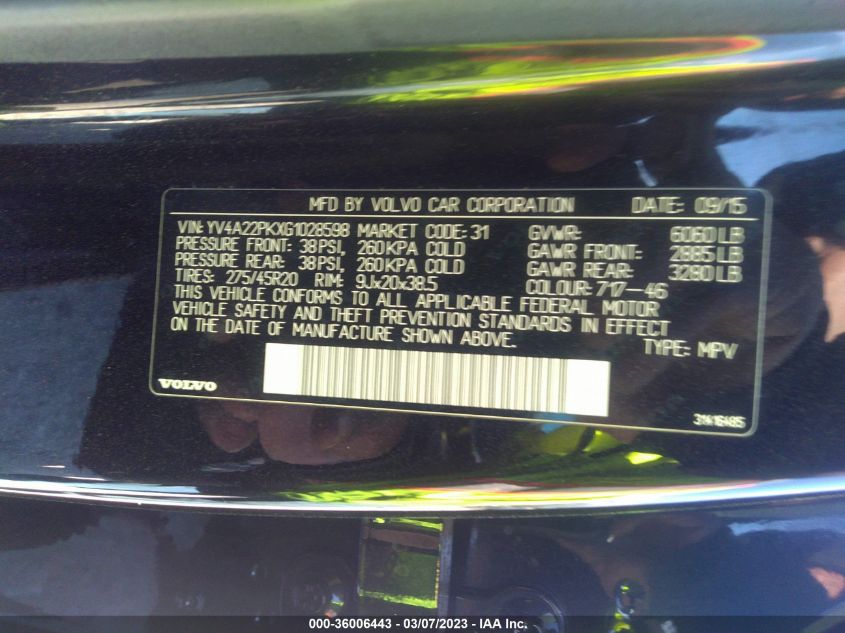 MFD BY VOLVO CAR CORPORATION DATE: 09/15
VIN: YV4A22PKXG1028598 MARKET CODE: 31 GVWR: 6060 LB
PRESSURE FRONT: 38 PSI, 260 KPA COLD GAWR FRONT: 2885 LB
PRESSURE REAR: 38 PSI, 260 KPA COLD GAWR REAR: 3280 LB
TIRES: 275/45R20 RIM: 9Jx20x38.5 COLOUR: 717-46
THIS VEHICLE CONFORMS TO ALL APPLICABLE FEDERAL MOTOR
VEHICLE SAFETY AND THEFT PREVENTION STANDARDS IN EFFECT
ON THE DATE OF MANUFACTURE SHOWN ABOVE. TYPE: MPV
VOLVO
31416485
000-36006443 - 03/07/2023 - IAA Inc.